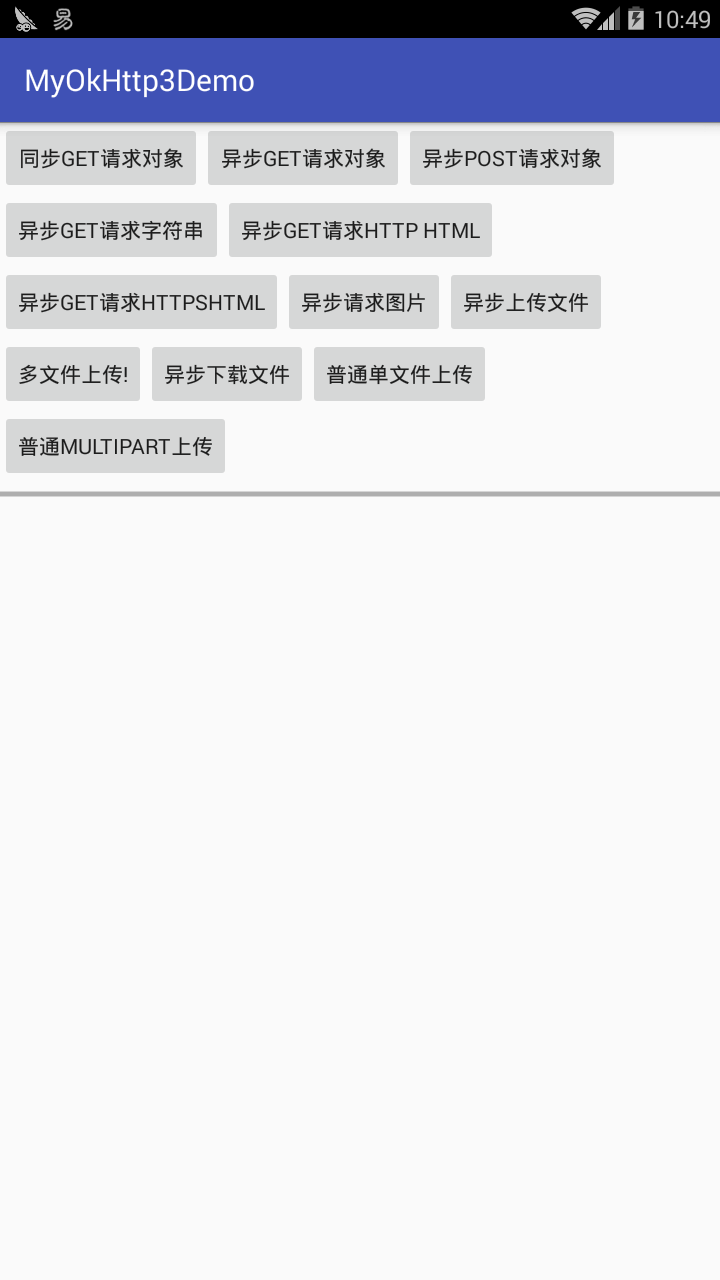 易 10:49
MyOkHttp3Demo
同步GET请求对象 异步GET请求对象 异步POST请求对象
异步GET请求字符串 异步GET请求HTTP HTML
异步GET请求HTTPSHTML 异步请求图片 异步上传文件
多文件上传! 异步下载文件 普通单文件上传
普通MULTIPART上传